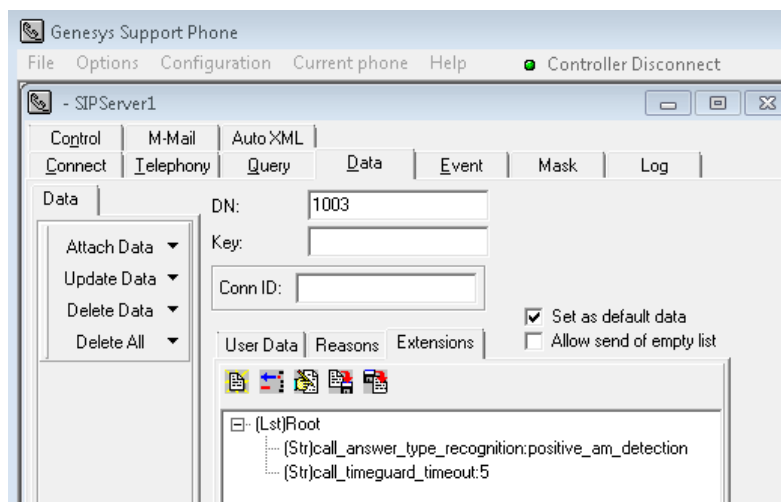 Genesys Support Phone
File Options Configuration Current phone Help Controller Disconnect
- SIPServer1
Control M-Mail Auto XML
Connect Telephony Query Data Event Mask Log
Data
DN: 1003
Attach Data
Key:
Update Data
Conn ID:
Delete Data
Set as default data
Delete All
Allow send of empty list
User Data Reasons Extensions
(Lst)Root
(Str)call_answer_type_recognition:positive_am_detection
(Str)call_timeguard_timeout:5